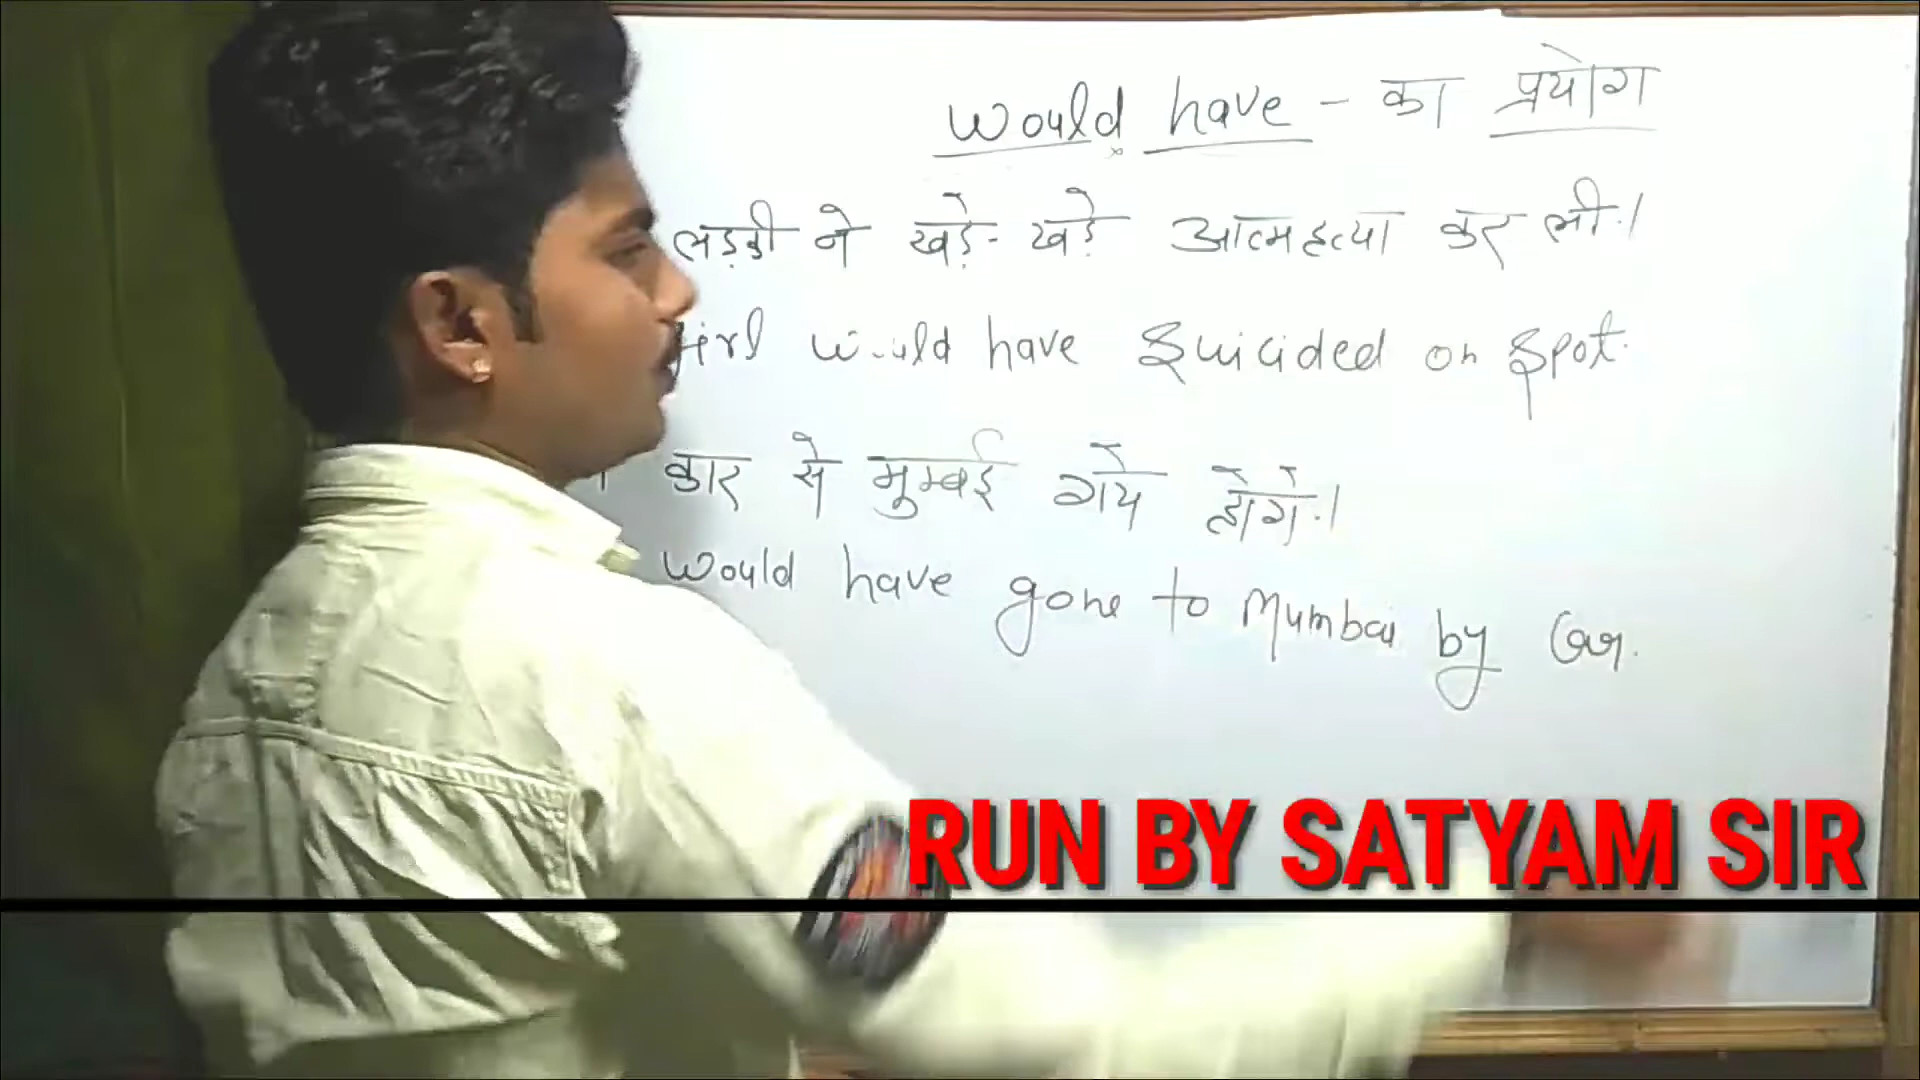 Would have - का प्रयोग
लड़की ने खड़े-खड़े आत्महत्या कर ली।
girl would have suicided on spot.
कार से मुम्बई गये होंगे।
would have gone to Mumbai by Car.
RUN BY SATYAM SIR